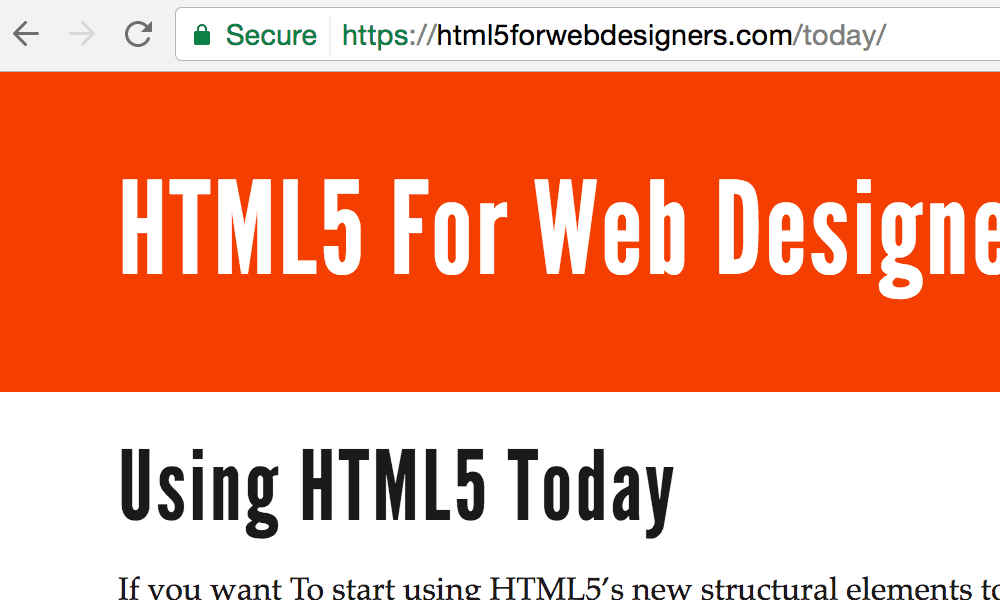 Secure https://html5forwebdesigners.com/today/
HTML5 For Web Designe
Using HTML5 Today
If you want To start using HTML5’s new structural elements to